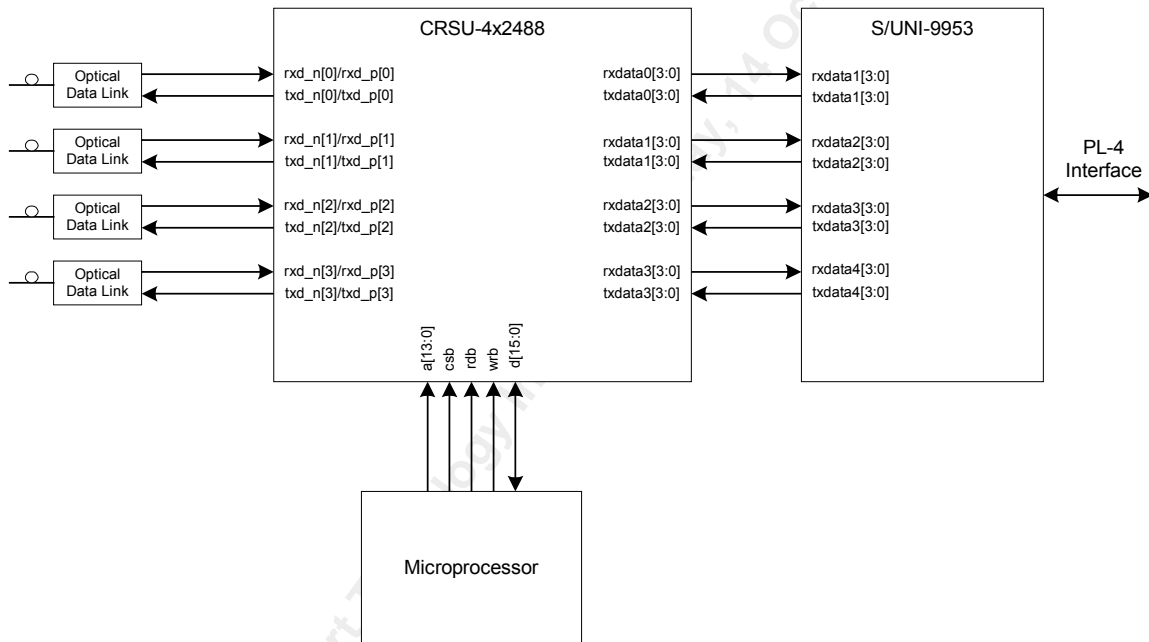 CRSU-4x2488
S/UNI-9953
Optical
Data Link
rxd_n[0]/rxd_p[0]
txd_n[0]/txd_p[0]
rxdata0[3:0]
txdata0[3:0]
rxdata1[3:0]
txdata1[3:0]
Optical
Data Link
rxd_n[1]/rxd_p[1]
txd_n[1]/txd_p[1]
rxdata1[3:0]
txdata1[3:0]
rxdata2[3:0]
txdata2[3:0]
PL-4
Interface
Optical
Data Link
rxd_n[2]/rxd_p[2]
txd_n[2]/txd_p[2]
rxdata2[3:0]
txdata2[3:0]
rxdata3[3:0]
txdata3[3:0]
Optical
Data Link
rxd_n[3]/rxd_p[3]
txd_n[3]/txd_p[3]
rxdata3[3:0]
txdata3[3:0]
rxdata4[3:0]
txdata4[3:0]
a[13:0]
csb
rdb
wrb
d[15:0]
Microprocessor